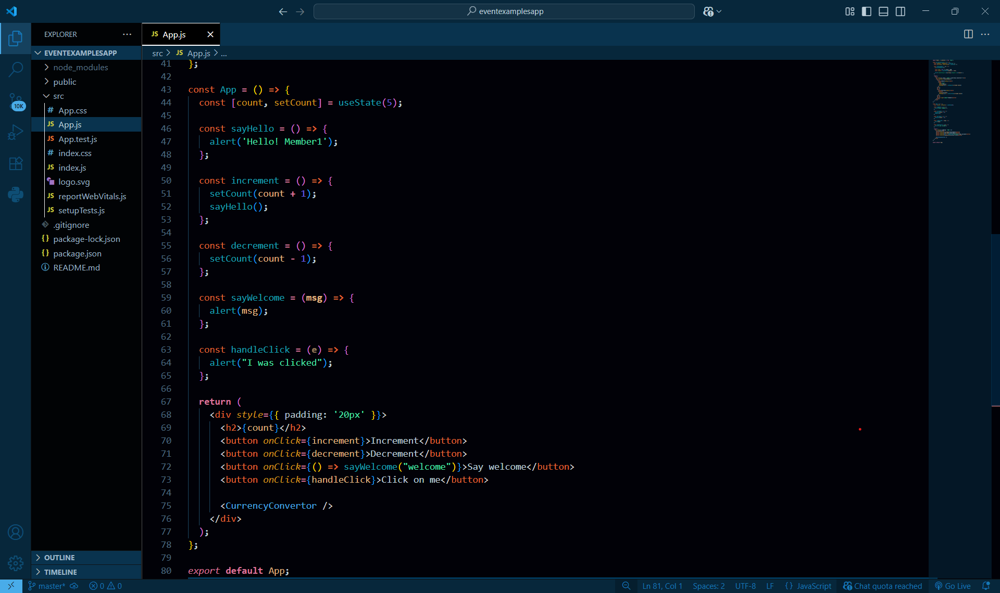 eventexamplesapp
EXPLORER
JS App.js
EVENTEXAMPLESAPP
src > JS App.js > ...
node_modules
public
src
# App.css
JS App.js
JS App.test.js
# index.css
JS index.js
logo.svg
JS reportWebVitals.js
JS setupTests.js
.gitignore
{} package-lock.json
{} package.json
README.md
10K
OUTLINE
TIMELINE
41 };
42
43 const App = () => {
44 const [count, setCount] = useState(5);
45
46 const sayHello = () => {
47 alert('Hello! Member1');
48 };
49
50 const increment = () => {
51 setCount(count + 1);
52 sayHello();
53 };
54
55 const decrement = () => {
56 setCount(count - 1);
57 };
58
59 const sayWelcome = (msg) => {
60 alert(msg);
61 };
62
63 const handleClick = (e) => {
64 alert("I was clicked");
65 };
66
67 return (
68 <div style={{ padding: '20px' }}>
69 <h2>{count}</h2>
70 <button onClick={increment}>Increment</button>
71 <button onClick={decrement}>Decrement</button>
72 <button onClick={() => sayWelcome("welcome")}>Say welcome</button>
73 <button onClick={handleClick}>Click on me</button>
74
75 <CurrencyConvertor />
76 </div>
77 );
78 };
79
80 export default App;
master* 0 0 Ln 81, Col 1 Spaces: 2 UTF-8 LF {} JavaScript Chat quota reached Go Live